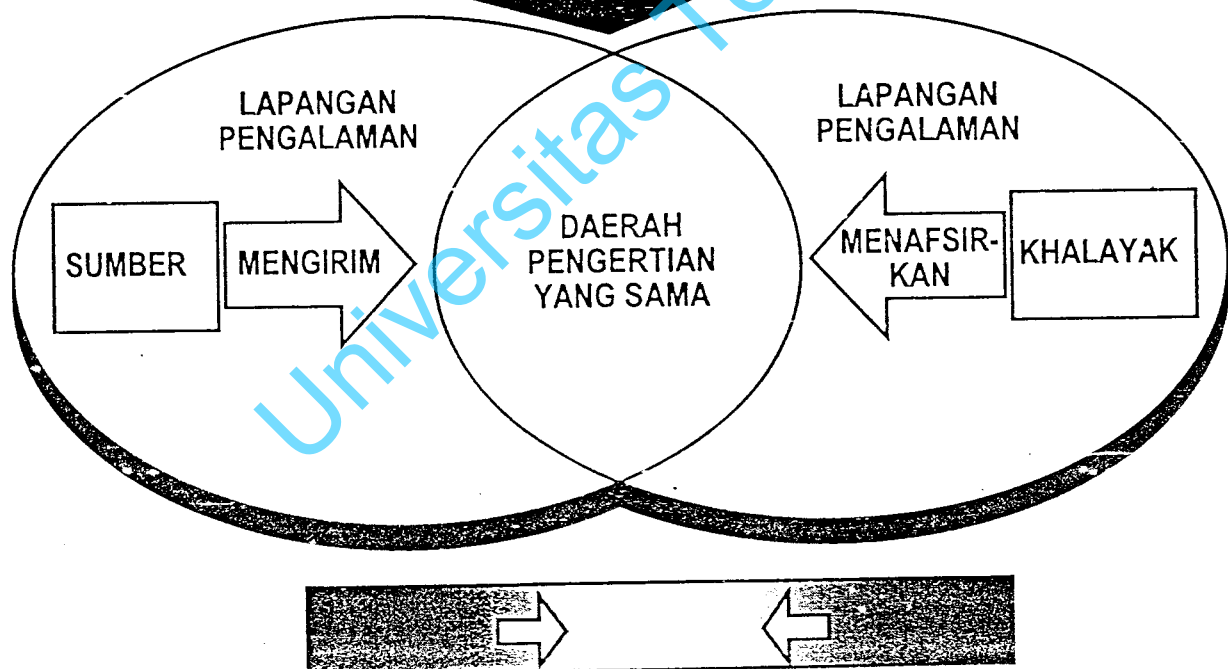 LAPANGAN
PENGALAMAN
LAPANGAN
PENGALAMAN
SUMBER
MENGIRIM
DAERAH
PENGERTIAN
YANG SAMA
MENAFSIR-
KAN
KHALAYAK
Universitas